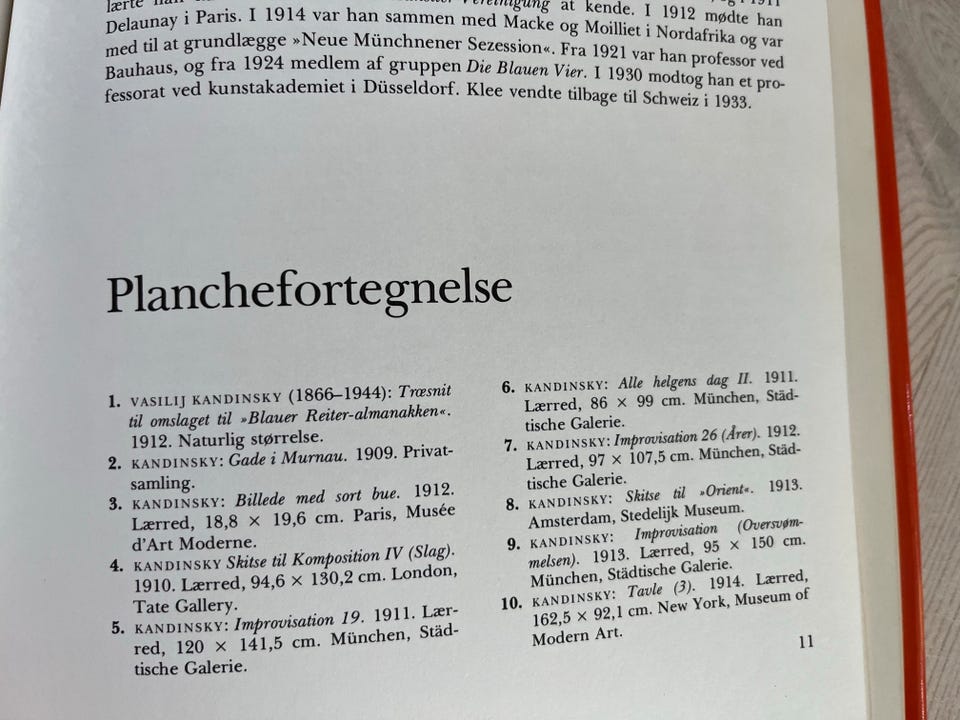 lærte han
Vereinigung at kende. I 1912 mødte han
Delaunay i Paris. I 1914 var han sammen med Macke og Moilliet i Nordafrika og var
med til at grundlægge »Neue Münchnener Sezession«. Fra 1921 var han professor ved
Bauhaus, og fra 1924 medlem af gruppen Die Blauen Vier. I 1930 modtog han et pro-
fessorat ved kunstakademiet i Düsseldorf. Klee vendte tilbage til Schweiz i 1933.
Planchefortegnelse
1. VASILIJ KANDINSKY (1866–1944): Træsnit
til omslaget til »Blauer Reiter-almanakken«.
1912. Naturlig størrelse.
2. KANDINSKY: Gade i Murnau. 1909. Privat-
samling.
3. KANDINSKY: Billede med sort bue. 1912.
Lærred, 18,8 × 19,6 cm. Paris, Musée
d'Art Moderne.
4. KANDINSKY Skitse til Komposition IV (Slag).
1910. Lærred, 94,6 × 130,2 cm. London,
Tate Gallery.
5. KANDINSKY: Improvisation 19. 1911. Lær-
red, 120 × 141,5 cm. München, Städ-
tische Galerie.
6. KANDINSKY: Alle helgens dag II. 1911.
Lærred, 86 × 99 cm. München, Städ-
tische Galerie.
7. KANDINSKY: Improvisation 26 (Årer). 1912.
Lærred, 97 × 107,5 cm. München, Städ-
tische Galerie.
8. KANDINSKY: Skitse til »Orient«. 1913.
Amsterdam, Stedelijk Museum.
9. KANDINSKY: Improvisation (Oversvøm-
melsen). 1913. Lærred, 95 × 150 cm.
München, Städtische Galerie.
10. KANDINSKY: Tavle (3). 1914. Lærred,
162,5 × 92,1 cm. New York, Museum of
Modern Art.
11